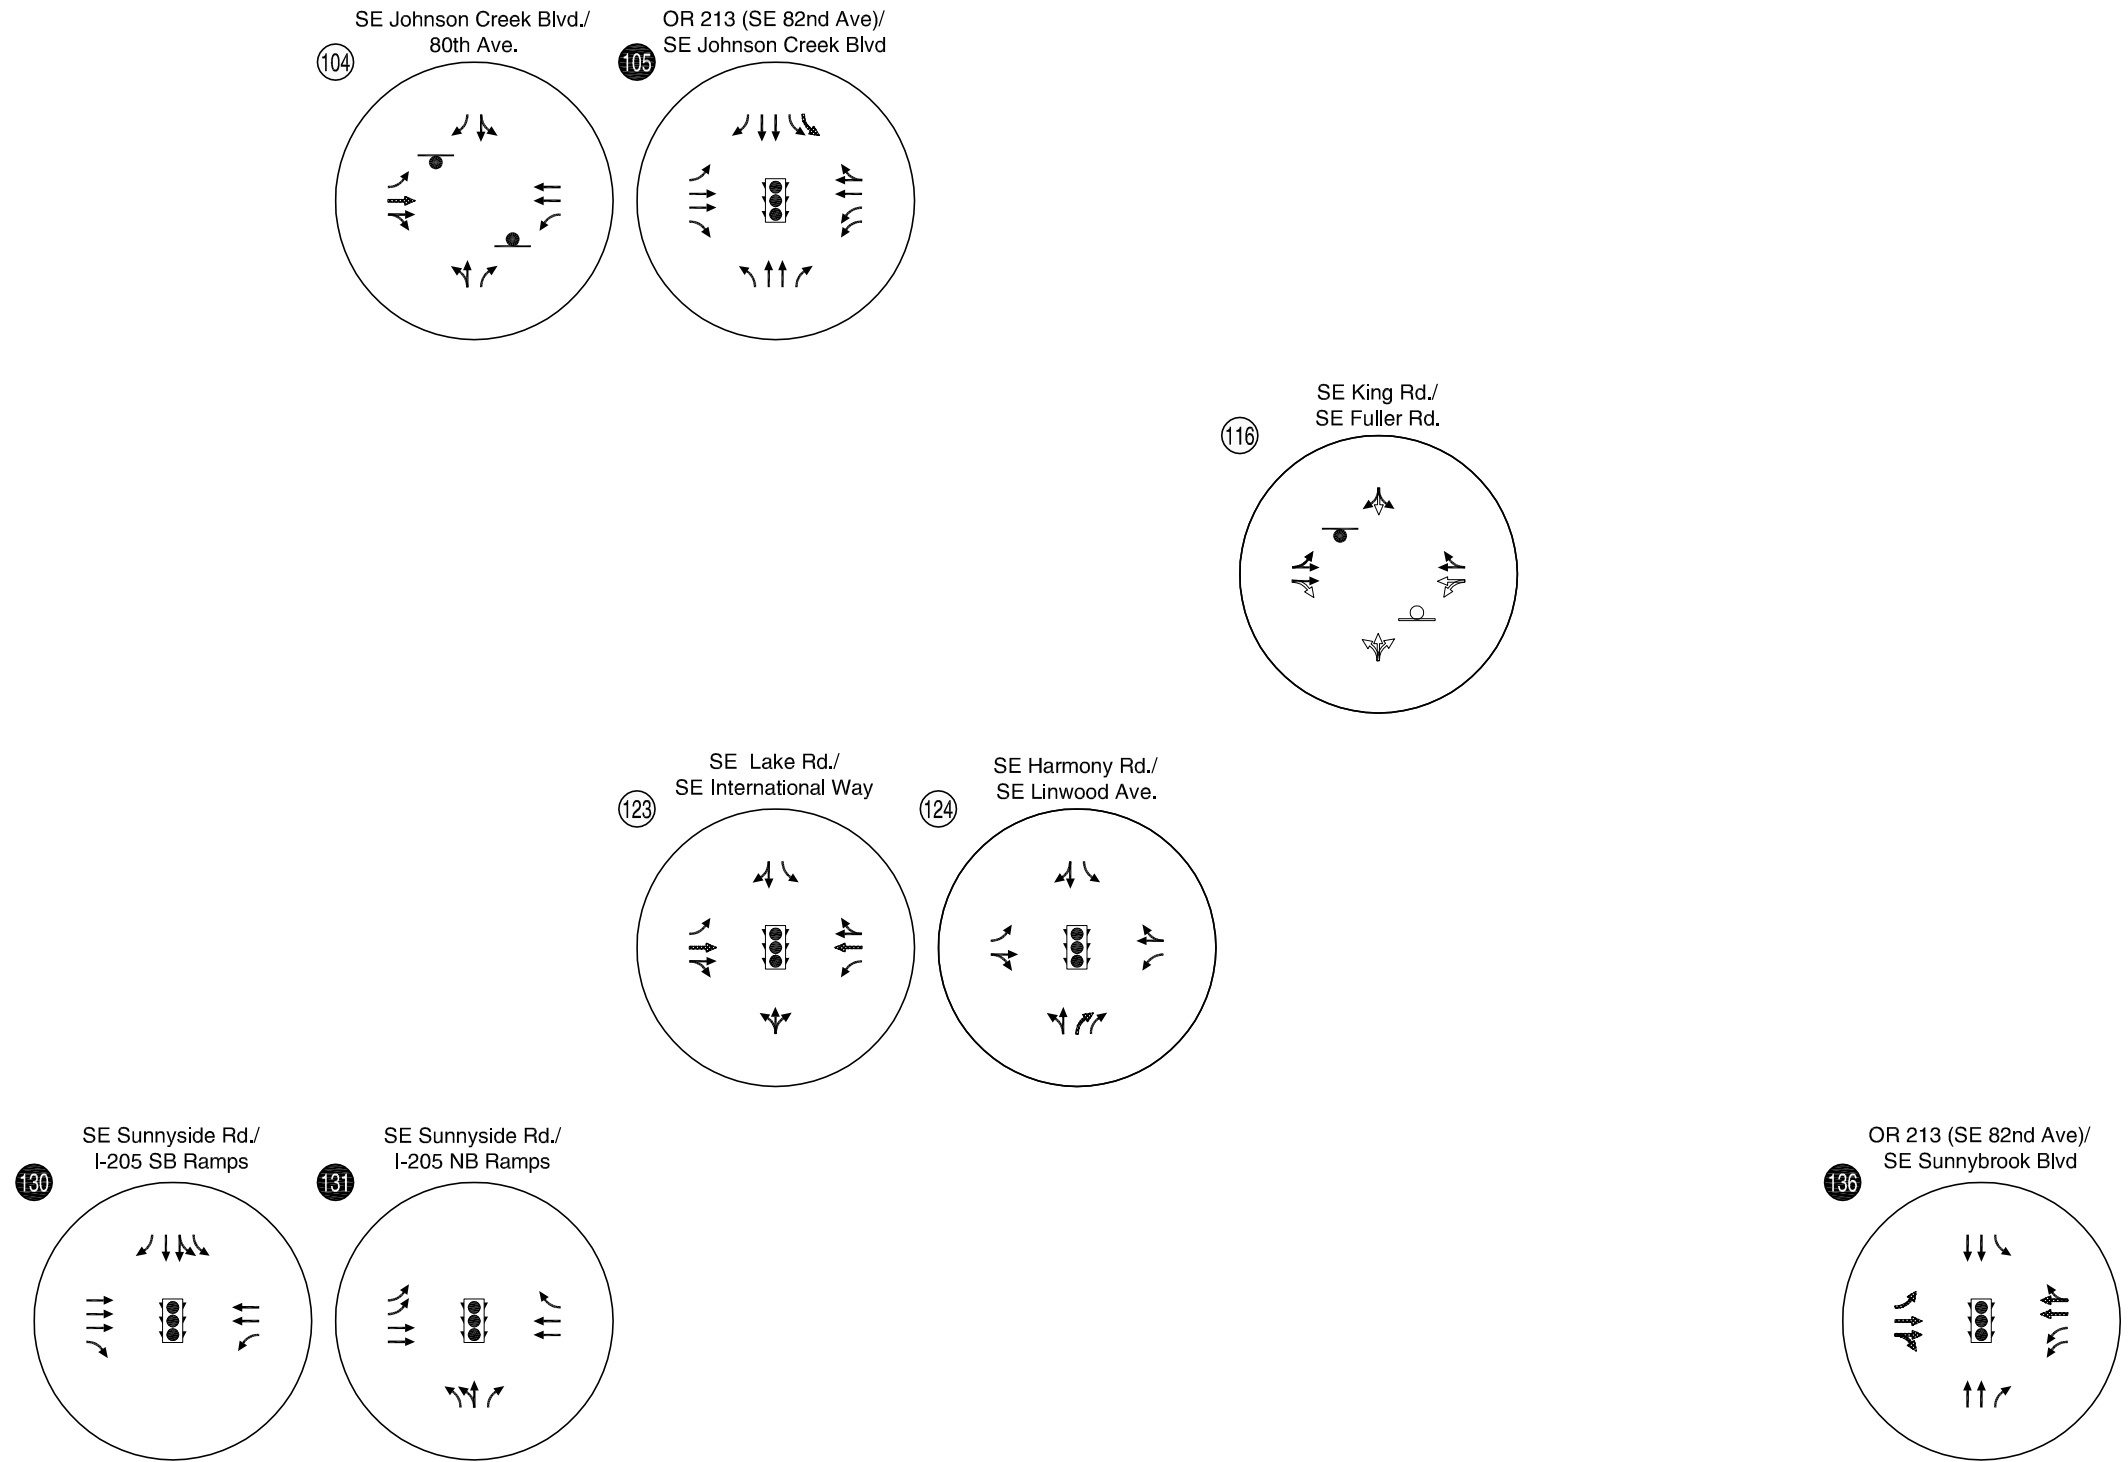 SE Johnson Creek Blvd./
80th Ave.
104
OR 213 (SE 82nd Ave)/
SE Johnson Creek Blvd
105
SE King Rd./
SE Fuller Rd.
116
SE  Lake Rd./
SE International Way
123
SE Harmony Rd./
SE Linwood Ave.
124
SE Sunnyside Rd./
I-205 SB Ramps
130
SE Sunnyside Rd./
I-205 NB Ramps
131
OR 213 (SE 82nd Ave)/
SE Sunnybrook Blvd
136